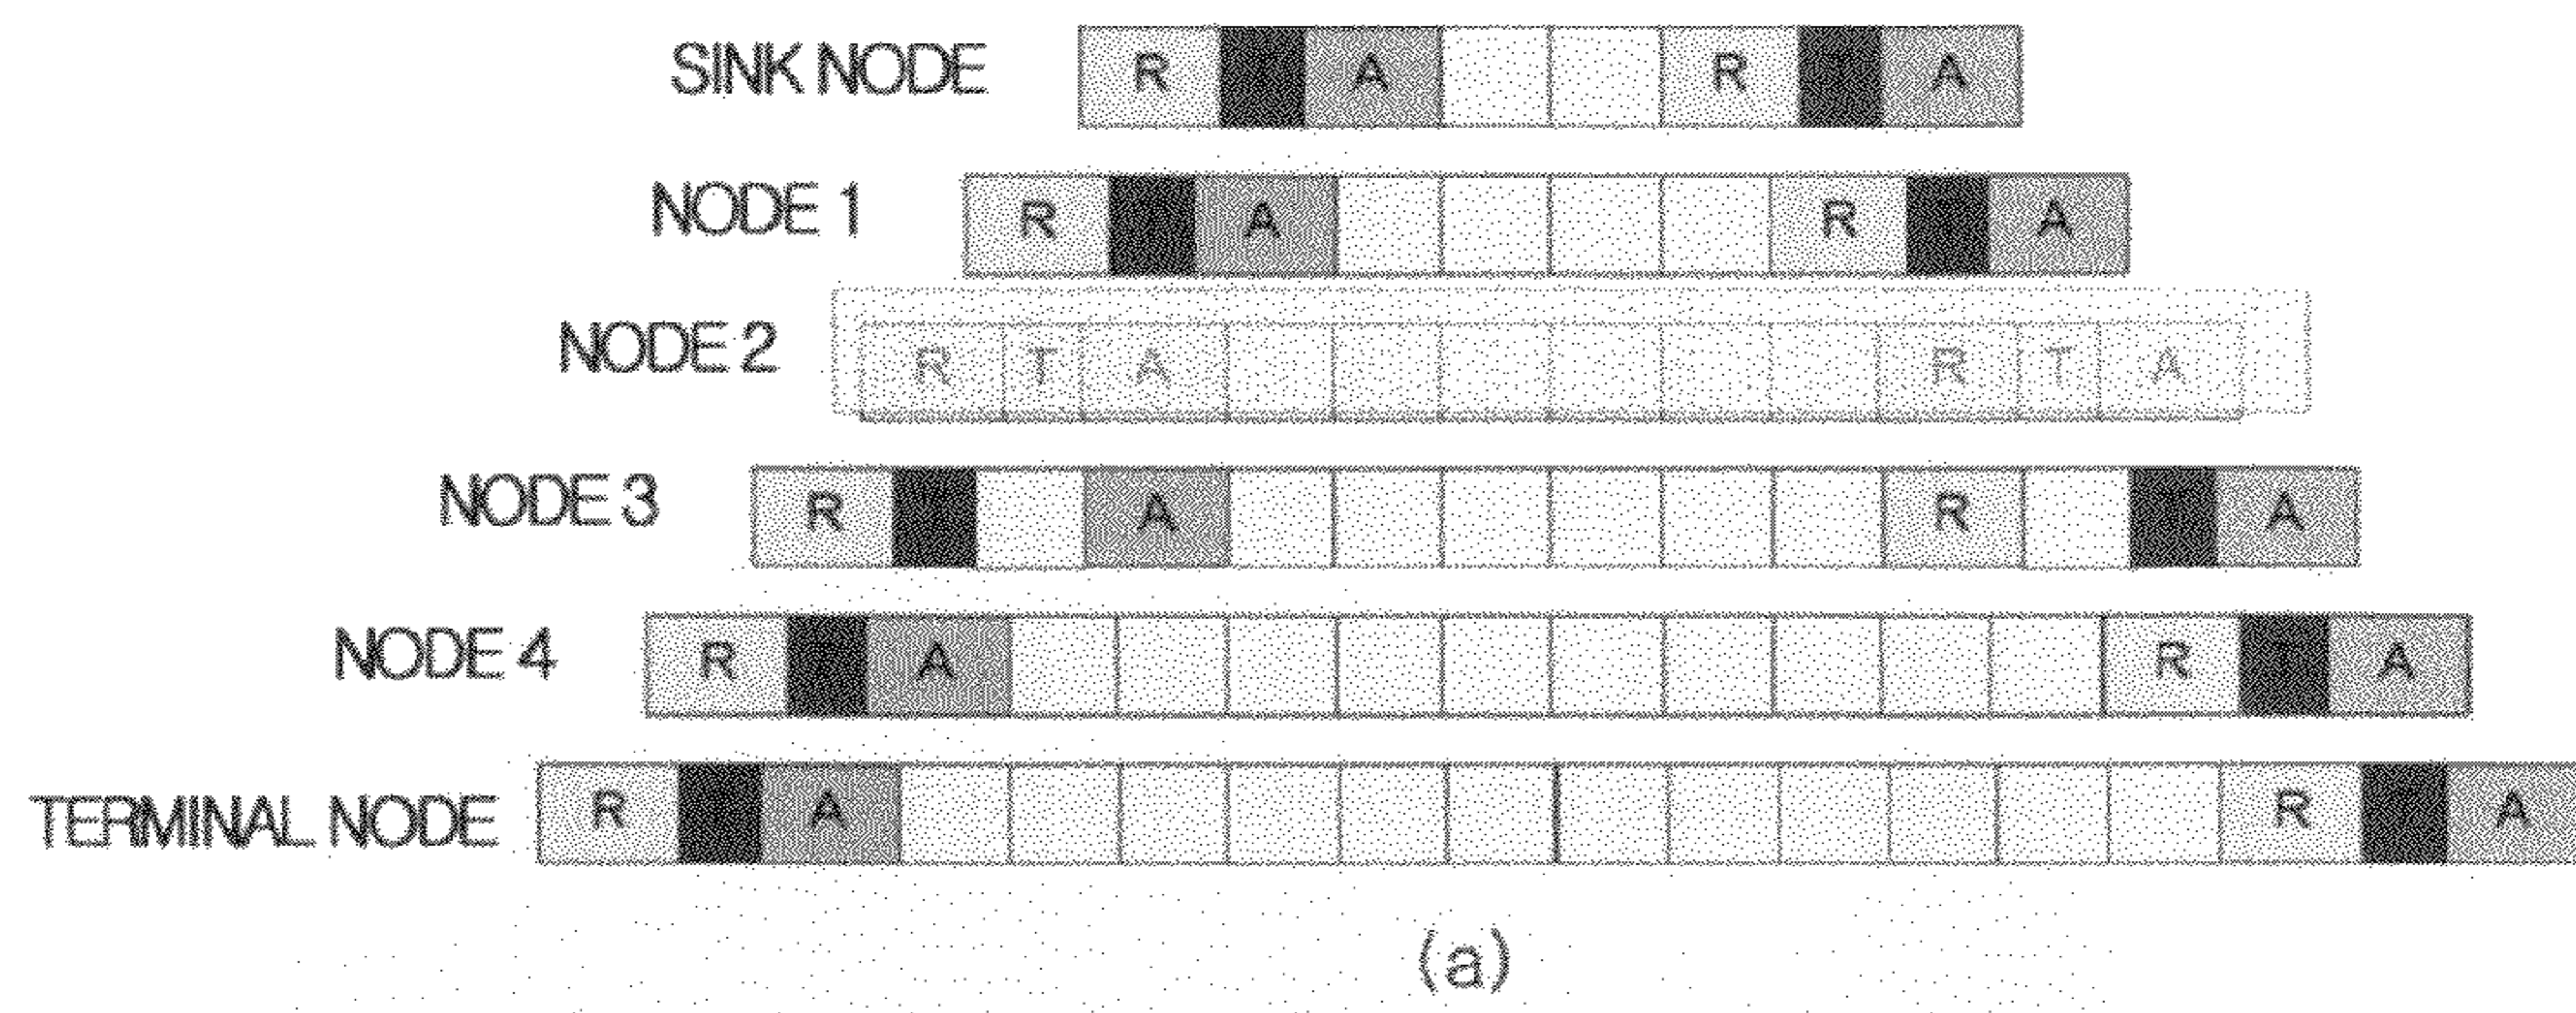 SINK NODE R A R A
NODE 1 R A R A
NODE 2 R T A R T A
NODE 3 R A R A
NODE 4 R A R A
TERMINAL NODE R A R A
(a)